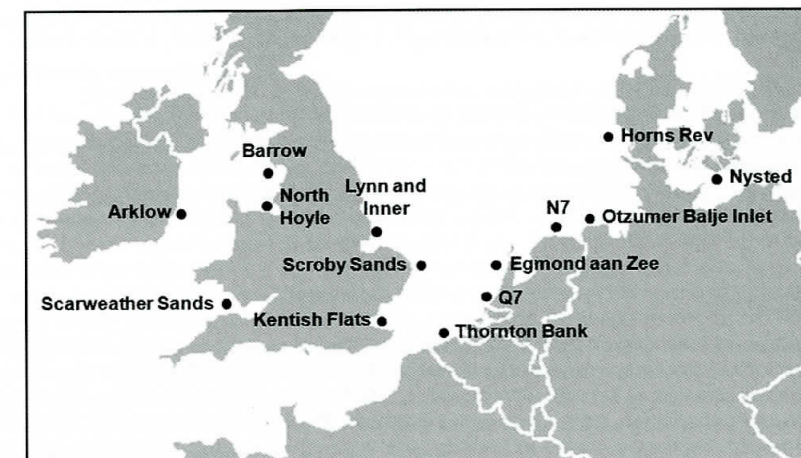 Horns Rev
Barrow
Nysted
Lynn and
Inner
North
Hoyle
Arklow
N7
Otzumer Balje Inlet
Scroby Sands
Egmond aan Zee
Q7
Scarweather Sands
Kentish Flats
Thornton Bank